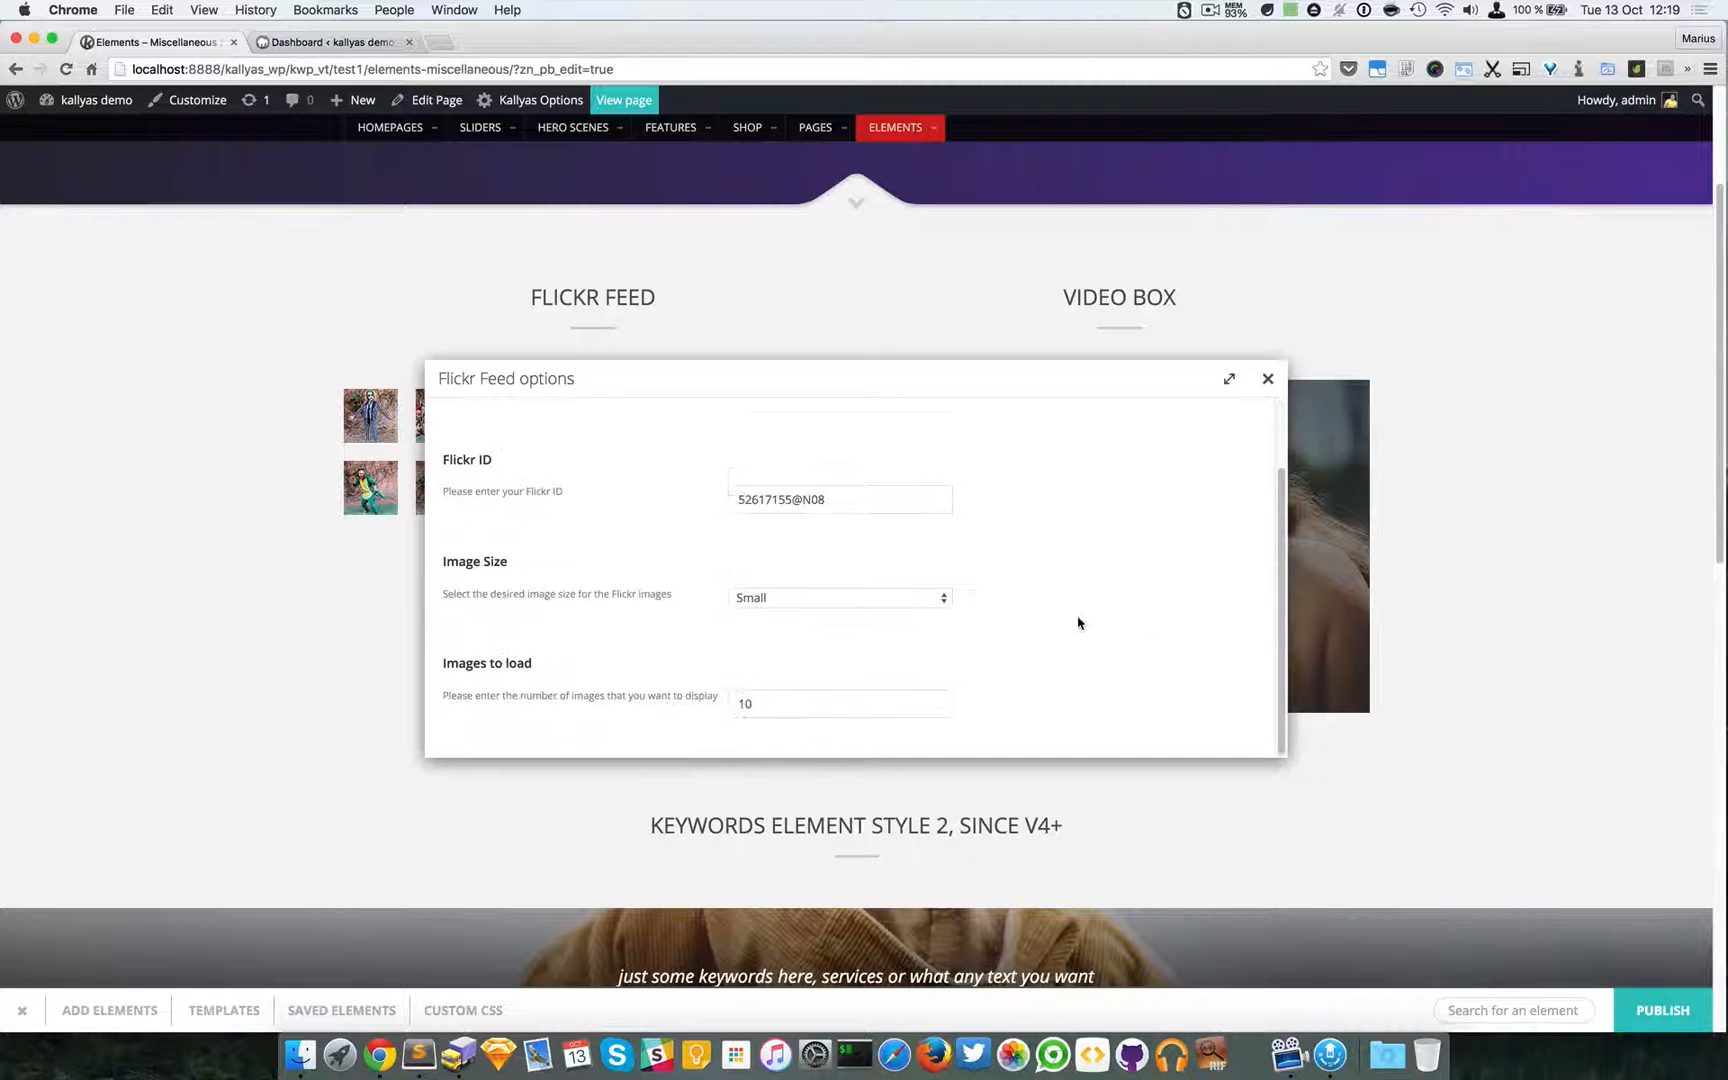 Chrome File Edit View History Bookmarks People Window Help MEM 93% 100 % Tue 13 Oct 12:19
Elements – Miscellaneous Dashboard ‹ kallyas demo Marius
localhost:8888/kallyas_wp/kwp_vt/test1/elements-miscellaneous/?zn_pb_edit=true
kallyas demo Customize 1 0 New Edit Page Kallyas Options View page Howdy, admin
HOMEPAGES SLIDERS HERO SCENES FEATURES SHOP PAGES ELEMENTS
FLICKR FEED VIDEO BOX
Flickr Feed options
Flickr ID
Please enter your Flickr ID
52617155@N08
Image Size
Select the desired image size for the Flickr images
Small
Images to load
Please enter the number of images that you want to display
10
KEYWORDS ELEMENT STYLE 2, SINCE V4+
just some keywords here, services or what any text you want
ADD ELEMENTS TEMPLATES SAVED ELEMENTS CUSTOM CSS Search for an element PUBLISH
13
RIF